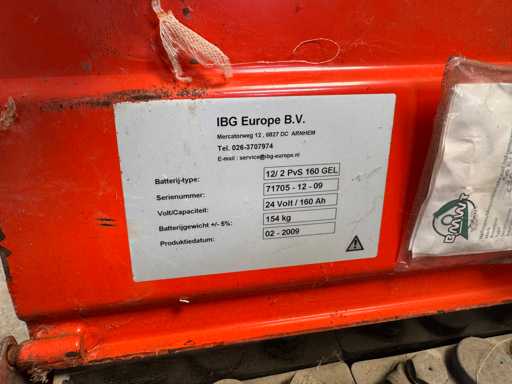 IBG Europe B.V.
Mercatorweg 12 , 6827 DC ARNHEM
Tel. 026-3707974
E-mail : service@ibg-europe.nl
Batterij-type: 12/ 2 PvS 160 GEL
Serienummer: 71705 - 12 - 09
Volt/Capaciteit: 24 Volt / 160 Ah
Batterijgewicht +/- 5%: 154 kg
Produktiedatum: 02 - 2009